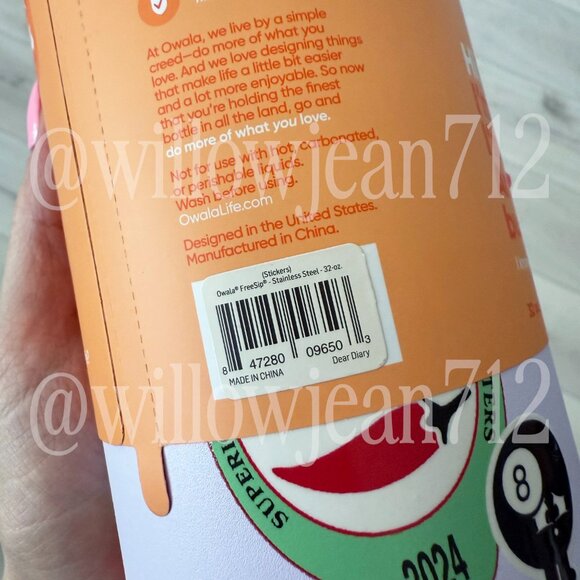 At Owala, we live by a simple
creed—do more of what you
love. And we love designing things
that make life a little bit easier
and a lot more enjoyable. So now
that you're holding the finest
bottle in all the land, go and
do more of what you love.
Not for use with hot, carbonated,
or perishable liquids.
Wash before using.
OwalaLife.com
Designed in the United States.
Manufactured in China.
(Stickers)
Owala® FreeSip® - Stainless Steel - 32-oz.
8 47280 09650 3
MADE IN CHINA Dear Diary
8
2024
@willowjean712
@willowjean712